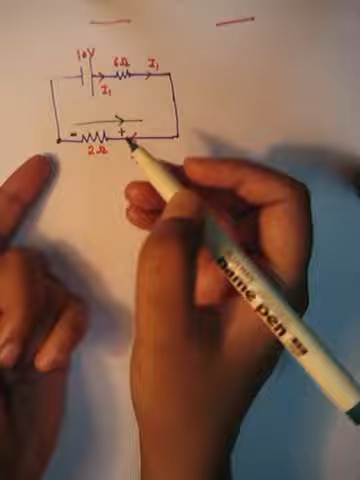 10V 6Ω I₁
I₁
- +
2Ω
name pen